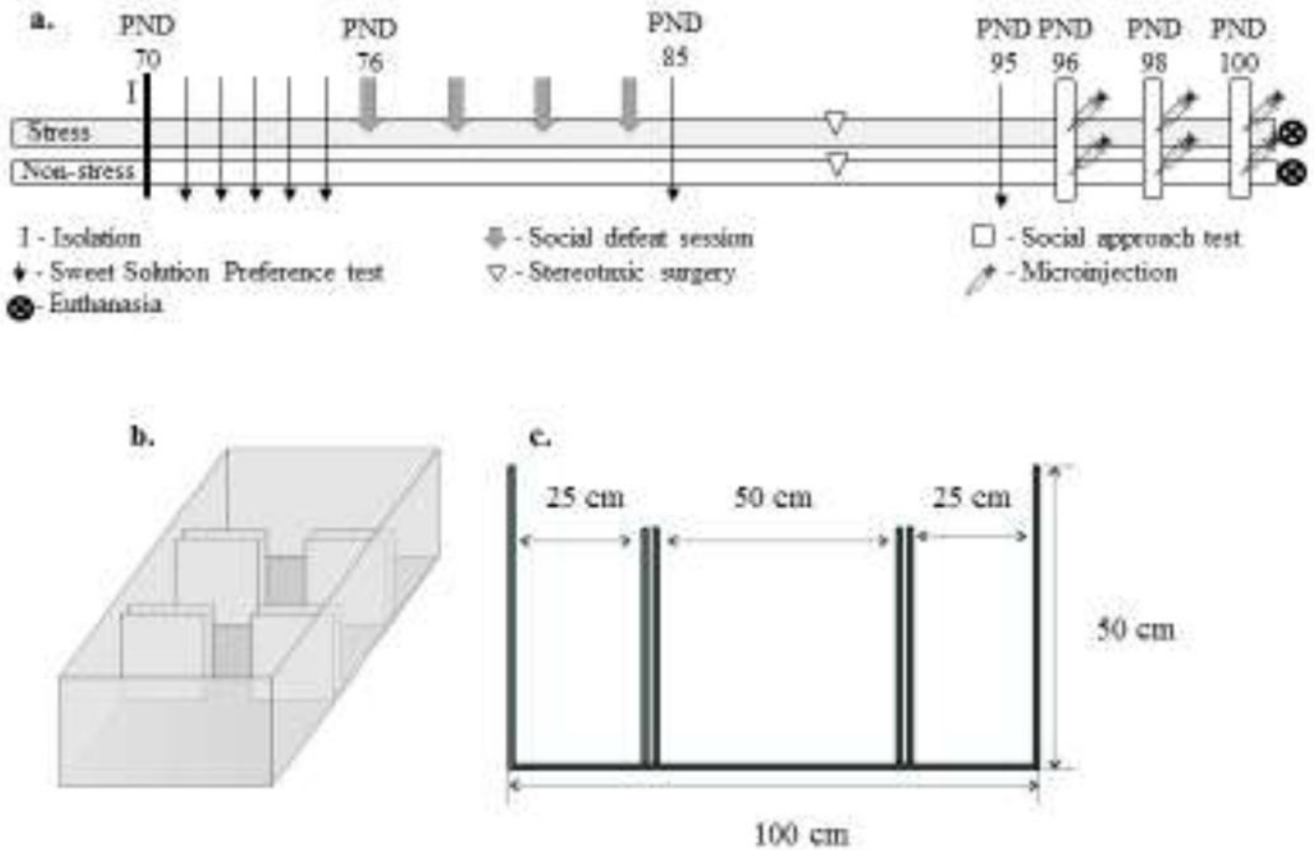 a.
PND 70
PND 76
PND 85
PND 95
PND 96
PND 98
PND 100
I
Stress
Non-stress
I - Isolation
- Social defeat session
- Social approach test
- Sweet Solution Preference test
- Stereotaxic surgery
- Microinjection
- Euthanasia
b.
c.
25 cm
50 cm
25 cm
50 cm
100 cm